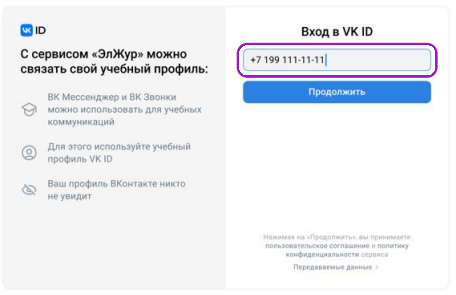 VK ID
С сервисом «ЭлЖур» можно
связать свой учебный профиль:
ВК Мессенджер и ВК Звонки
можно использовать для учебных
коммуникаций
Для этого используйте учебный
профиль VK ID
Ваш профиль ВКонтакте никто
не увидит
Вход в VK ID
+7 199 111-11-11
Продолжить
Нажимая на «Продолжить», вы принимаете
пользовательское соглашение и политику
конфиденциальности сервиса
Передаваемые данные